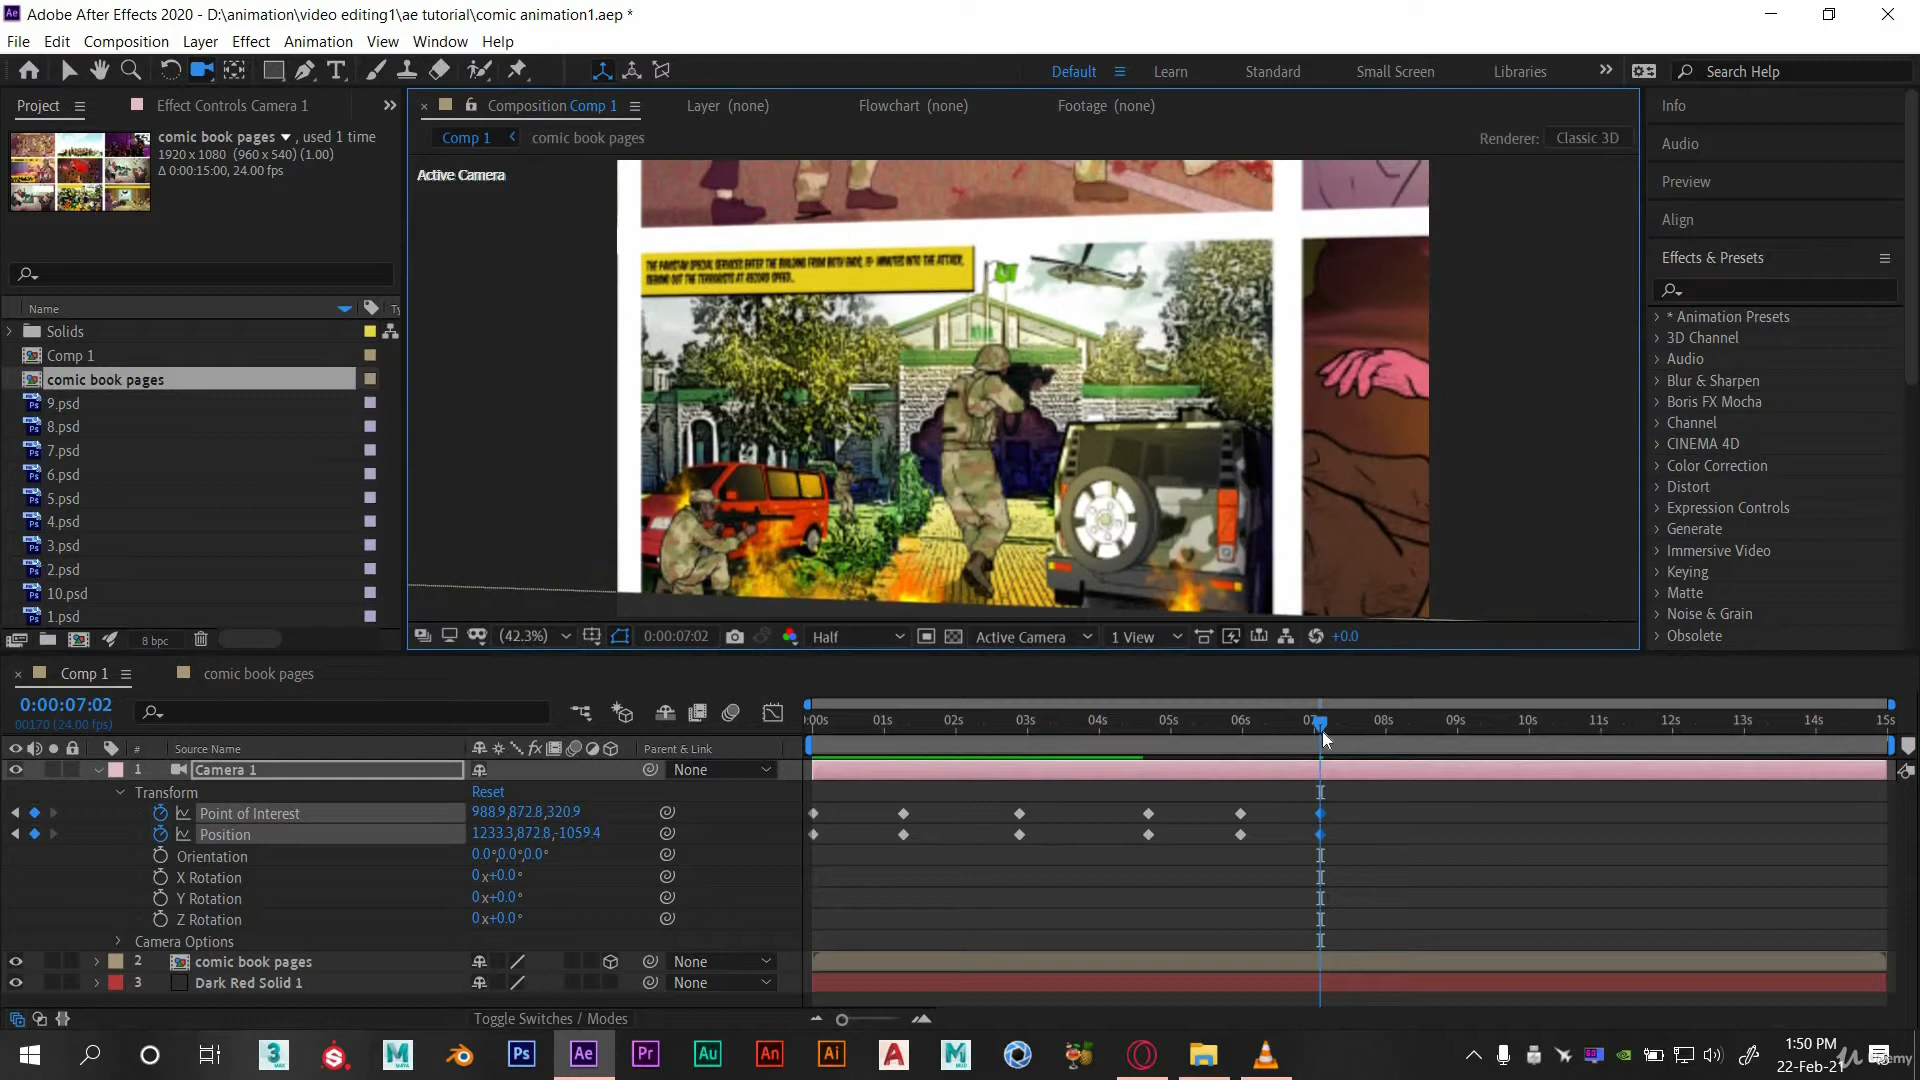 Adobe After Effects 2020 - D:\animation\video editing1\ae tutorial\comic animation1.aep *
File Edit Composition Layer Effect Animation View Window Help
Default Learn Standard Small Screen Libraries Search Help
Project Effect Controls Camera 1
comic book pages , used 1 time
1920 x 1080 (960 x 540) (1.00)
Δ 0:00:15:00, 24.00 fps
Name Ty
Solids
Comp 1
comic book pages
9.psd
8.psd
7.psd
6.psd
5.psd
4.psd
3.psd
2.psd
10.psd
1.psd
8 bpc
Composition Comp 1 Layer (none) Flowchart (none) Footage (none)
Comp 1 comic book pages Renderer: Classic 3D
Active Camera
(42.3%) 0:00:07:02 Half Active Camera 1 View +0.0
Info
Audio
Preview
Align
Effects & Presets
* Animation Presets
3D Channel
Audio
Blur & Sharpen
Boris FX Mocha
Channel
CINEMA 4D
Color Correction
Distort
Expression Controls
Generate
Immersive Video
Keying
Matte
Noise & Grain
Obsolete
Comp 1 comic book pages
0:00:07:02
00170 (24.00 fps)
:00s 01s 02s 03s 04s 05s 06s 07s 08s 09s 10s 11s 12s 13s 14s 15s
# Source Name Parent & Link
1 Camera 1 None
Transform Reset
Point of Interest 988.9,872.8,320.9
Position 1233.3,872.8,-1059.4
Orientation 0.0°,0.0°,0.0°
X Rotation 0x+0.0°
Y Rotation 0x+0.0°
Z Rotation 0x+0.0°
Camera Options
2 comic book pages None
3 Dark Red Solid 1 None
Toggle Switches / Modes
Ps Ae Pr Au An Ai
1:50 PM
22-Feb-21